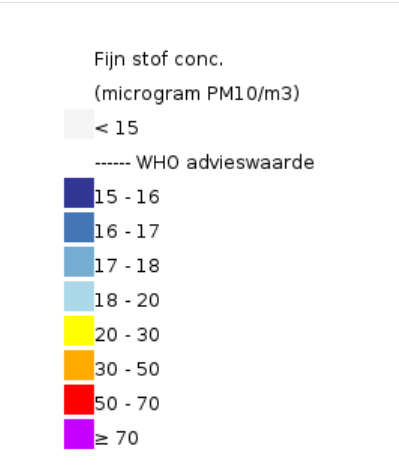 Fijn stof conc.
(microgram PM10/m3)
< 15
------ WHO advieswaarde
15 - 16
16 - 17
17 - 18
18 - 20
20 - 30
30 - 50
50 - 70
≥ 70